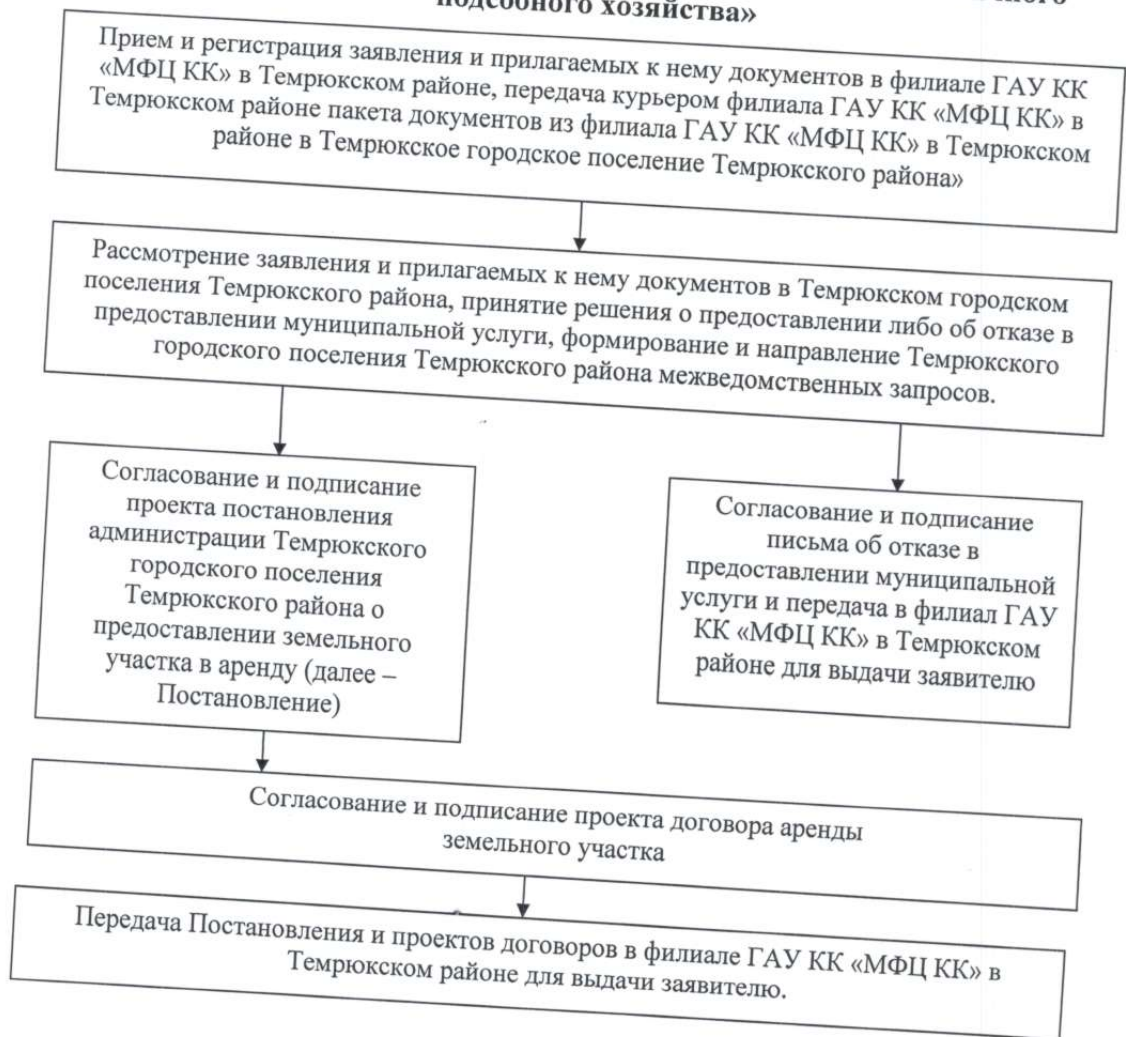 подсобного хозяйства»
Прием и регистрация заявления и прилагаемых к нему документов в филиале ГАУ КК
«МФЦ КК» в Темрюкском районе, передача курьером филиала ГАУ КК «МФЦ КК» в
Темрюкском районе пакета документов из филиала ГАУ КК «МФЦ КК» в Темрюкском
районе в Темрюкское городское поселение Темрюкского района»
Рассмотрение заявления и прилагаемых к нему документов в Темрюкском городском
поселения Темрюкского района, принятие решения о предоставлении либо об отказе в
предоставлении муниципальной услуги, формирование и направление Темрюкского
городского поселения Темрюкского района межведомственных запросов.
Согласование и подписание
проекта постановления
администрации Темрюкского
городского поселения
Темрюкского района о
предоставлении земельного
участка в аренду (далее –
Постановление)
Согласование и подписание
письма об отказе в
предоставлении муниципальной
услуги и передача в филиал ГАУ
КК «МФЦ КК» в Темрюкском
районе для выдачи заявителю
Согласование и подписание проекта договора аренды
земельного участка
Передача Постановления и проектов договоров в филиале ГАУ КК «МФЦ КК» в
Темрюкском районе для выдачи заявителю.